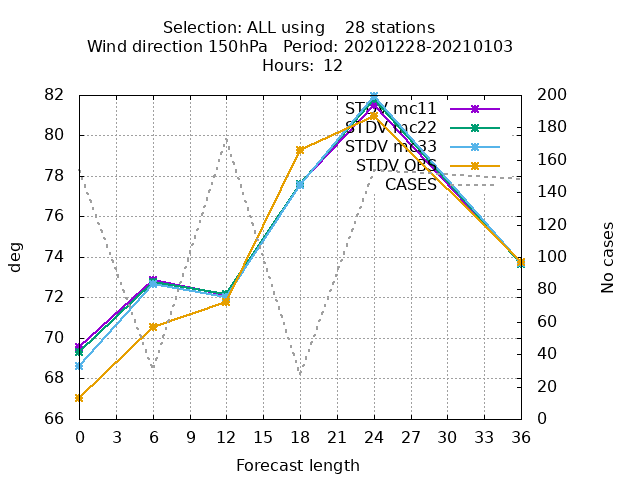 Selection: ALL using    28 stations
Wind direction 150hPa   Period: 20201228-20210103
Hours:  12
82
80
78
76
74
72
70
68
66
200
180
160
140
120
100
80
60
40
20
0
STDV mc11
STDV mc22
STDV mc33
STDV OBS
CASES
deg
No cases
0 3 6 9 12 15 18 21 24 27 30 33 36
Forecast length